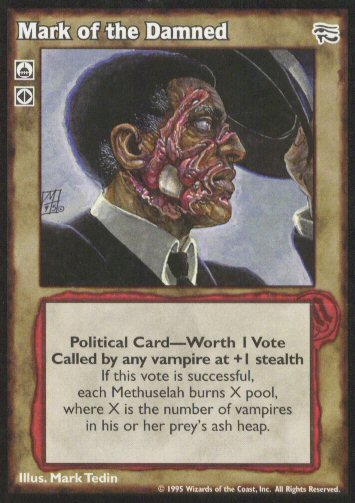 Mark of the Damned
Political Card—Worth 1 Vote
Called by any vampire at +1 stealth
If this vote is successful,
each Methuselah burns X pool,
where X is the number of vampires
in his or her prey's ash heap.
Illus. Mark Tedin
© 1995 Wizards of the Coast, Inc. All rights reserved.